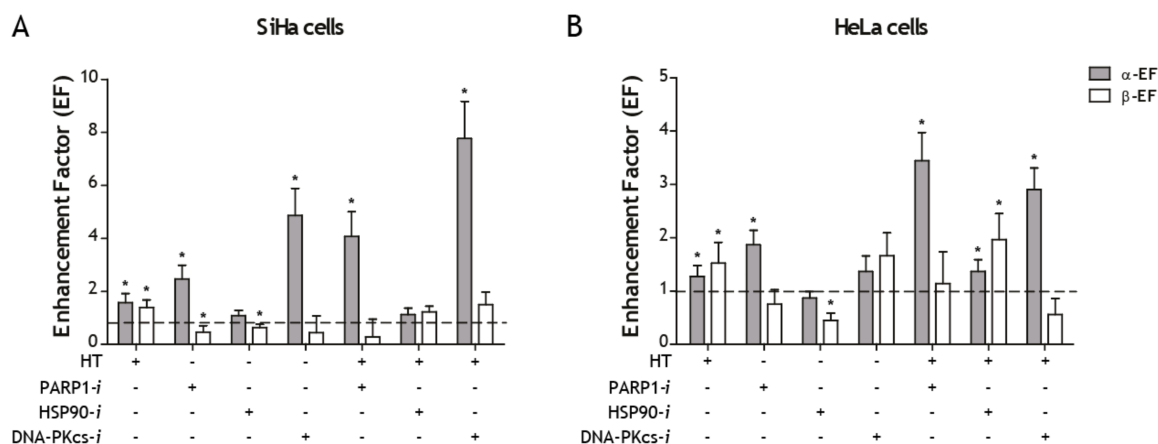 A
SiHa cells
Enhancement Factor (EF)
10
8
6
4
2
0
* * * * * * * * *
HT + - - - + + +
PARP1-i - + - - + - -
HSP90-i - - + - - + -
DNA-PKcs-i - - - + - - +
B
HeLa cells
Enhancement Factor (EF)
5
4
3
2
1
0
* * * * * * * *
HT + - - - + + +
PARP1-i - + - - + - -
HSP90-i - - + - - + -
DNA-PKcs-i - - - + - - +
α-EF
β-EF